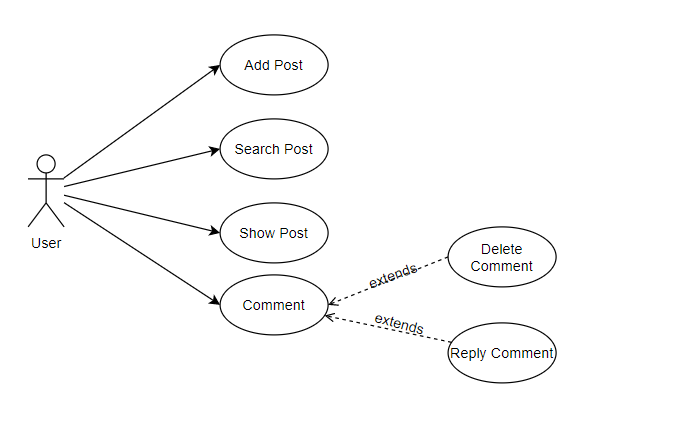 Add Post
Search Post
User
Show Post
Comment
extends
Delete
Comment
extends
Reply Comment